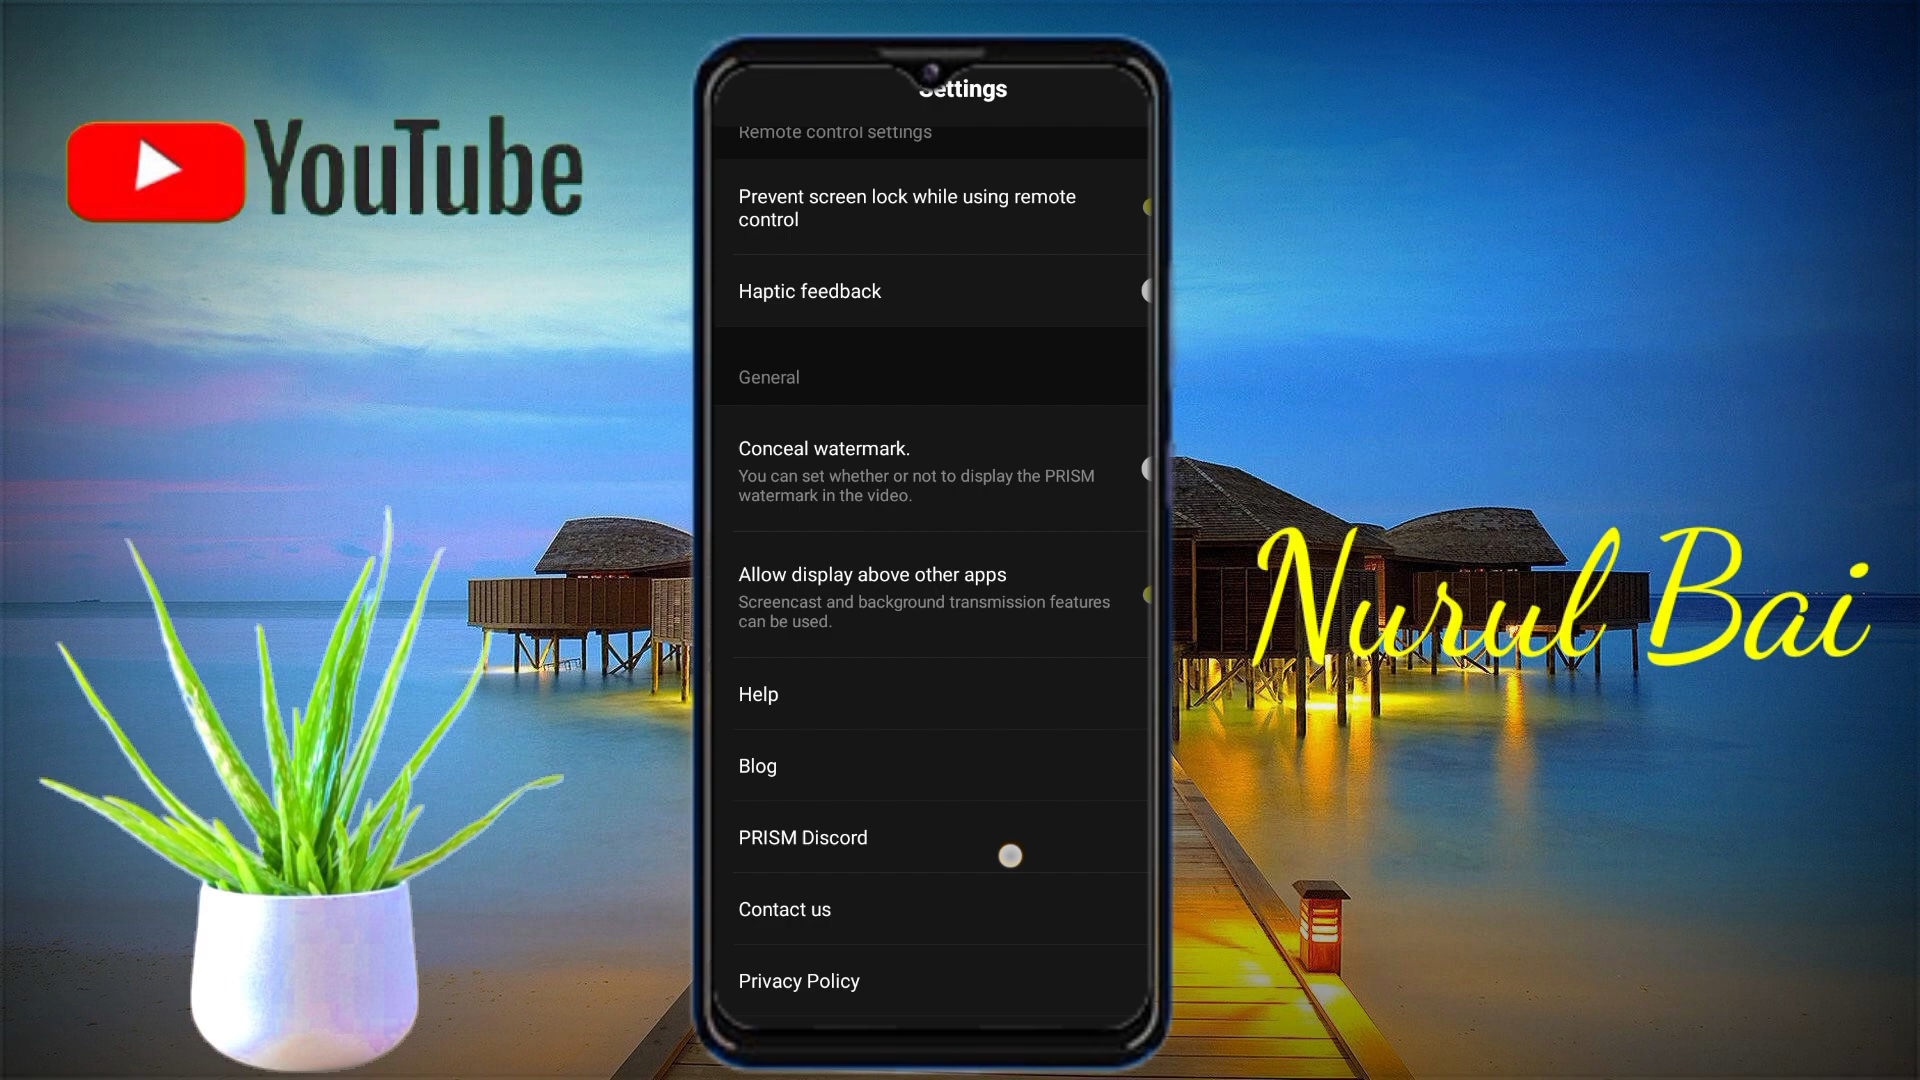 YouTube
Settings
Remote control settings
Prevent screen lock while using remote
control
Haptic feedback
General
Conceal watermark.
You can set whether or not to display the PRISM
watermark in the video.
Allow display above other apps
Screencast and background transmission features
can be used.
Help
Blog
PRISM Discord
Contact us
Privacy Policy
Nurul Bai